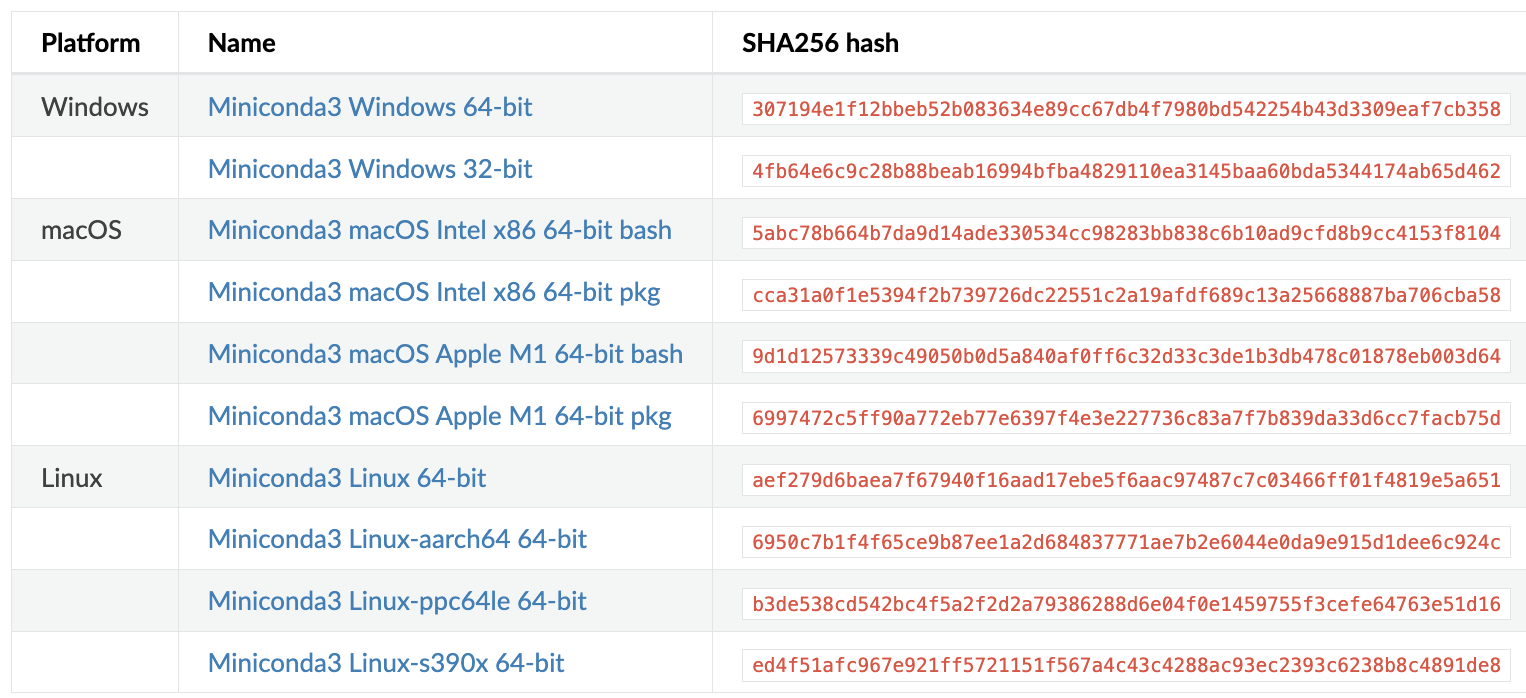 Platform Name SHA256 hash
Windows Miniconda3 Windows 64-bit 307194e1f12bbeb52b083634e89cc67db4f7980bd542254b43d3309eaf7cb358
Miniconda3 Windows 32-bit 4fb64e6c9c28b88beab16994bfba4829110ea3145baa60bda5344174ab65d462
macOS Miniconda3 macOS Intel x86 64-bit bash 5abc78b664b7da9d14ade330534cc98283bb838c6b10ad9cfd8b9cc4153f8104
Miniconda3 macOS Intel x86 64-bit pkg cca31a0f1e5394f2b739726dc22551c2a19afdf689c13a25668887ba706cba58
Miniconda3 macOS Apple M1 64-bit bash 9d1d12573339c49050b0d5a840af0ff6c32d33c3de1b3db478c01878eb003d64
Miniconda3 macOS Apple M1 64-bit pkg 6997472c5ff90a772eb77e6397f4e3e227736c83a7f7b839da33d6cc7facb75d
Linux Miniconda3 Linux 64-bit aef279d6baea7f67940f16aad17ebe5f6aac97487c7c03466ff01f4819e5a651
Miniconda3 Linux-aarch64 64-bit 6950c7b1f4f65ce9b87ee1a2d684837771ae7b2e6044e0da9e915d1dee6c924c
Miniconda3 Linux-ppc64le 64-bit b3de538cd542bc4f5a2f2d2a79386288d6e04f0e1459755f3cefe64763e51d16
Miniconda3 Linux-s390x 64-bit ed4f51afc967e921ff5721151f567a4c43c4288ac93ec2393c6238b8c4891de8